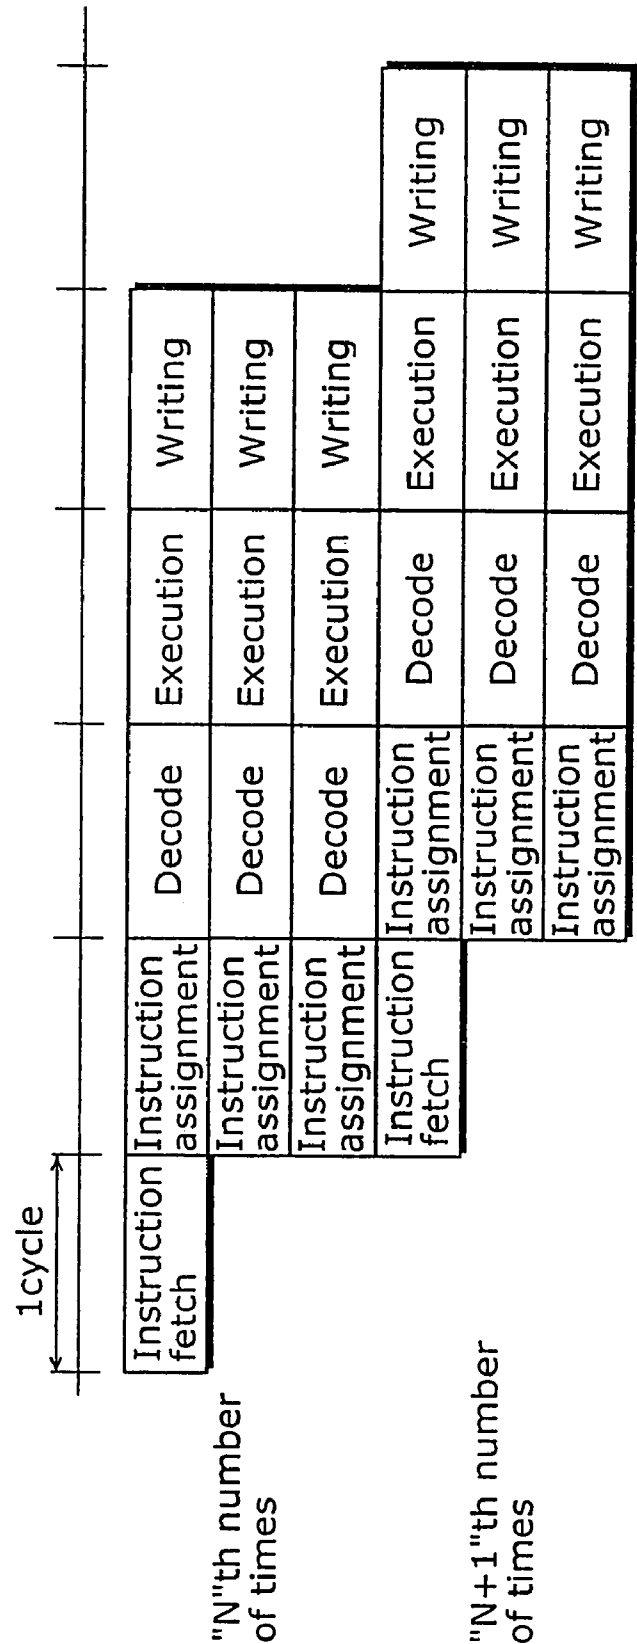 1cycle
Instruction
fetch
Instruction
assignment
Decode
Execution
Writing
"N"th number
of times
Instruction
assignment
Decode
Execution
Writing
Instruction
assignment
Decode
Execution
Writing
Instruction
fetch
Instruction
assignment
Decode
Execution
Writing
"N+1"th number
of times
Instruction
assignment
Decode
Execution
Writing
Instruction
assignment
Decode
Execution
Writing